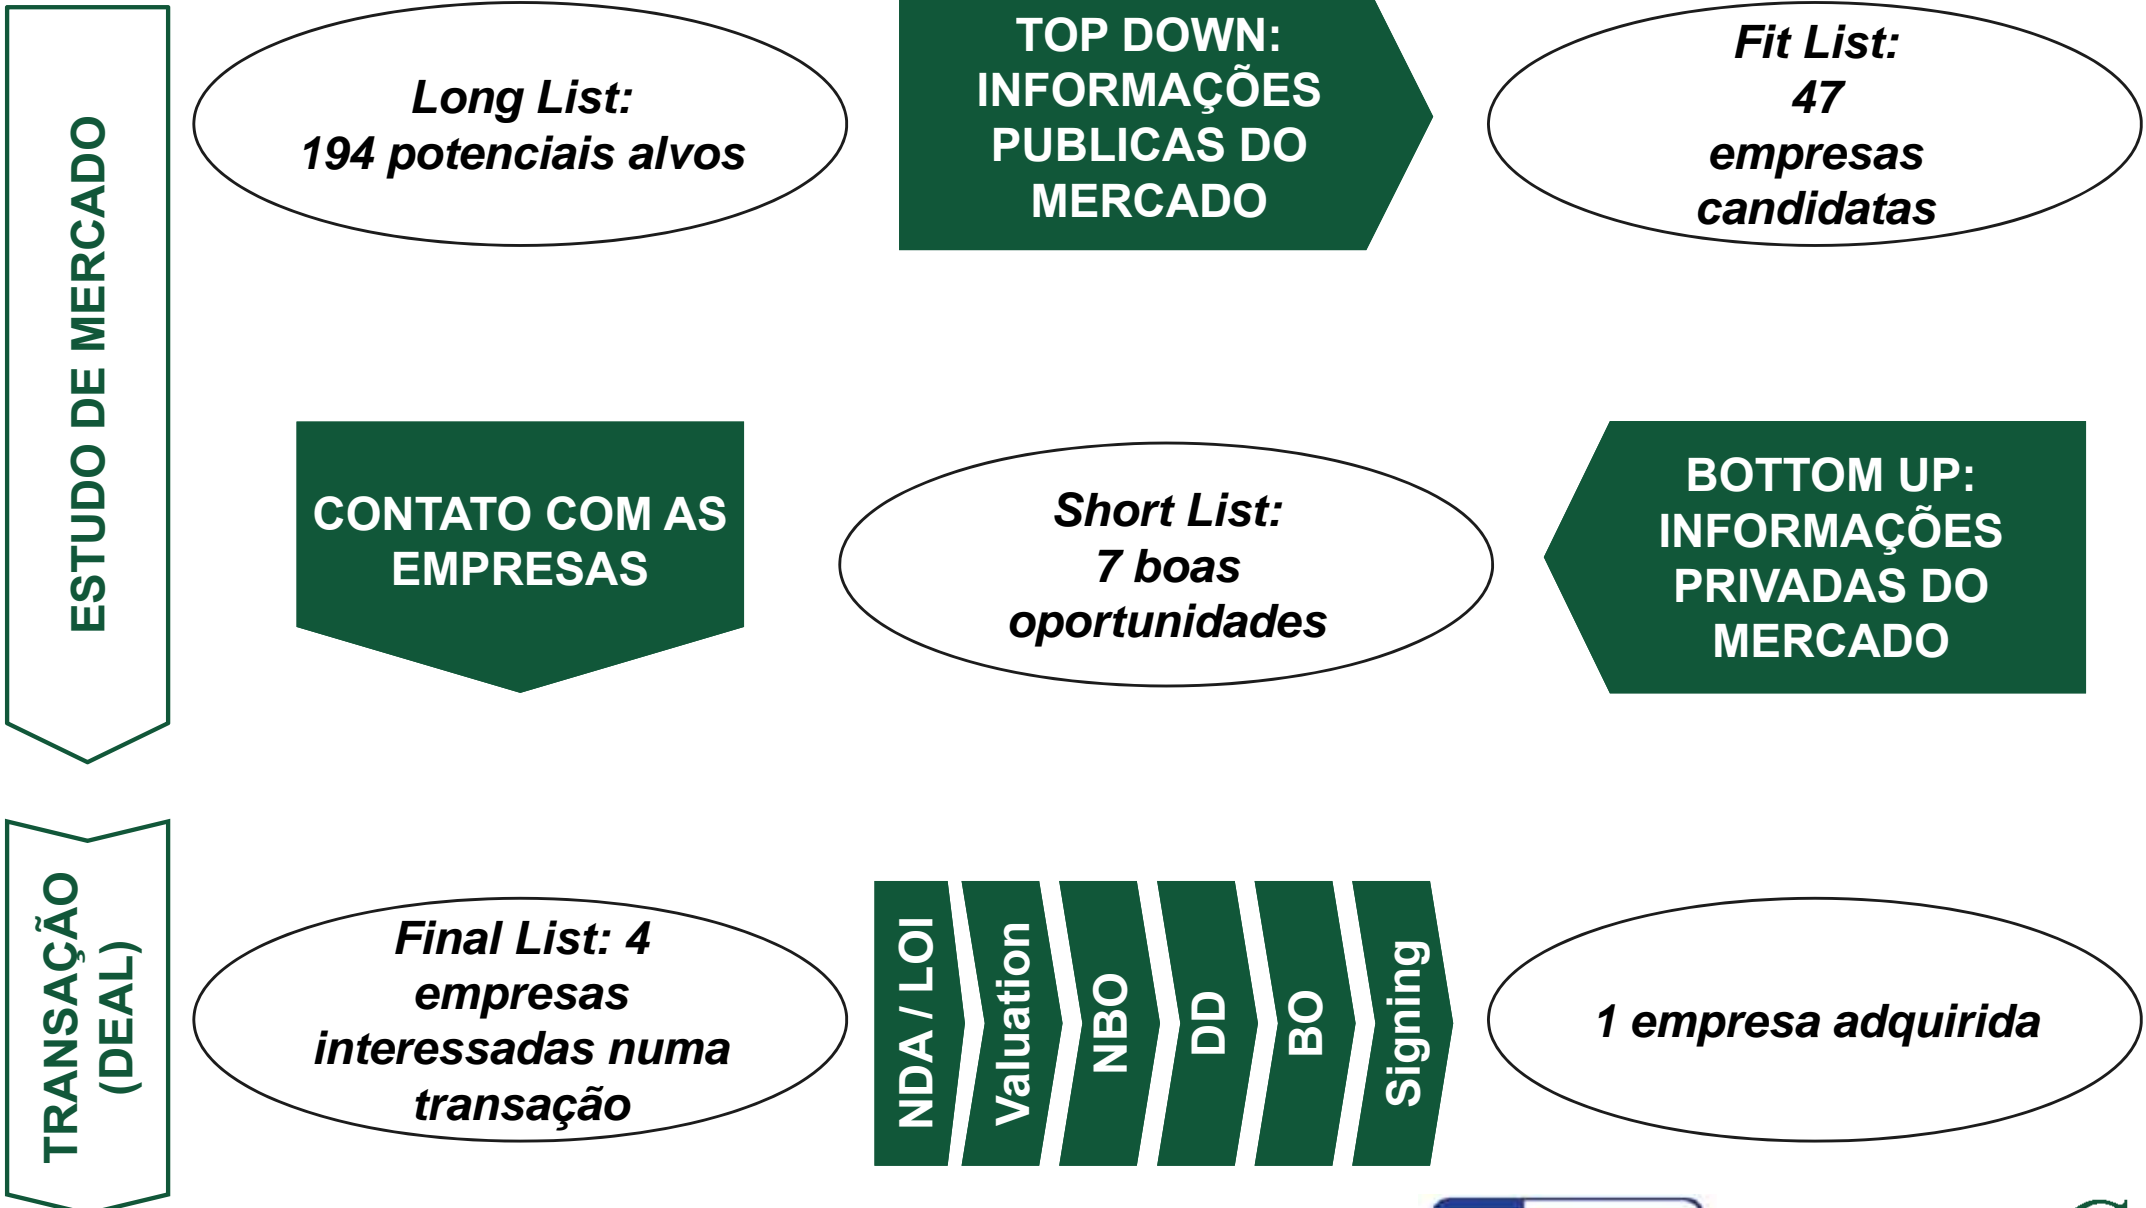 ESTUDO DE MERCADO
Long List:
194 potenciais alvos
TOP DOWN:
INFORMAÇÕES
PUBLICAS DO
MERCADO
Fit List:
47
empresas
candidatas
CONTATO COM AS
EMPRESAS
Short List:
7 boas
oportunidades
BOTTOM UP:
INFORMAÇÕES
PRIVADAS DO
MERCADO
TRANSAÇÃO
(DEAL)
Final List: 4
empresas
interessadas numa
transação
NDA / LOI
Valuation
NBO
DD
BO
Signning
1 empresa adquirida